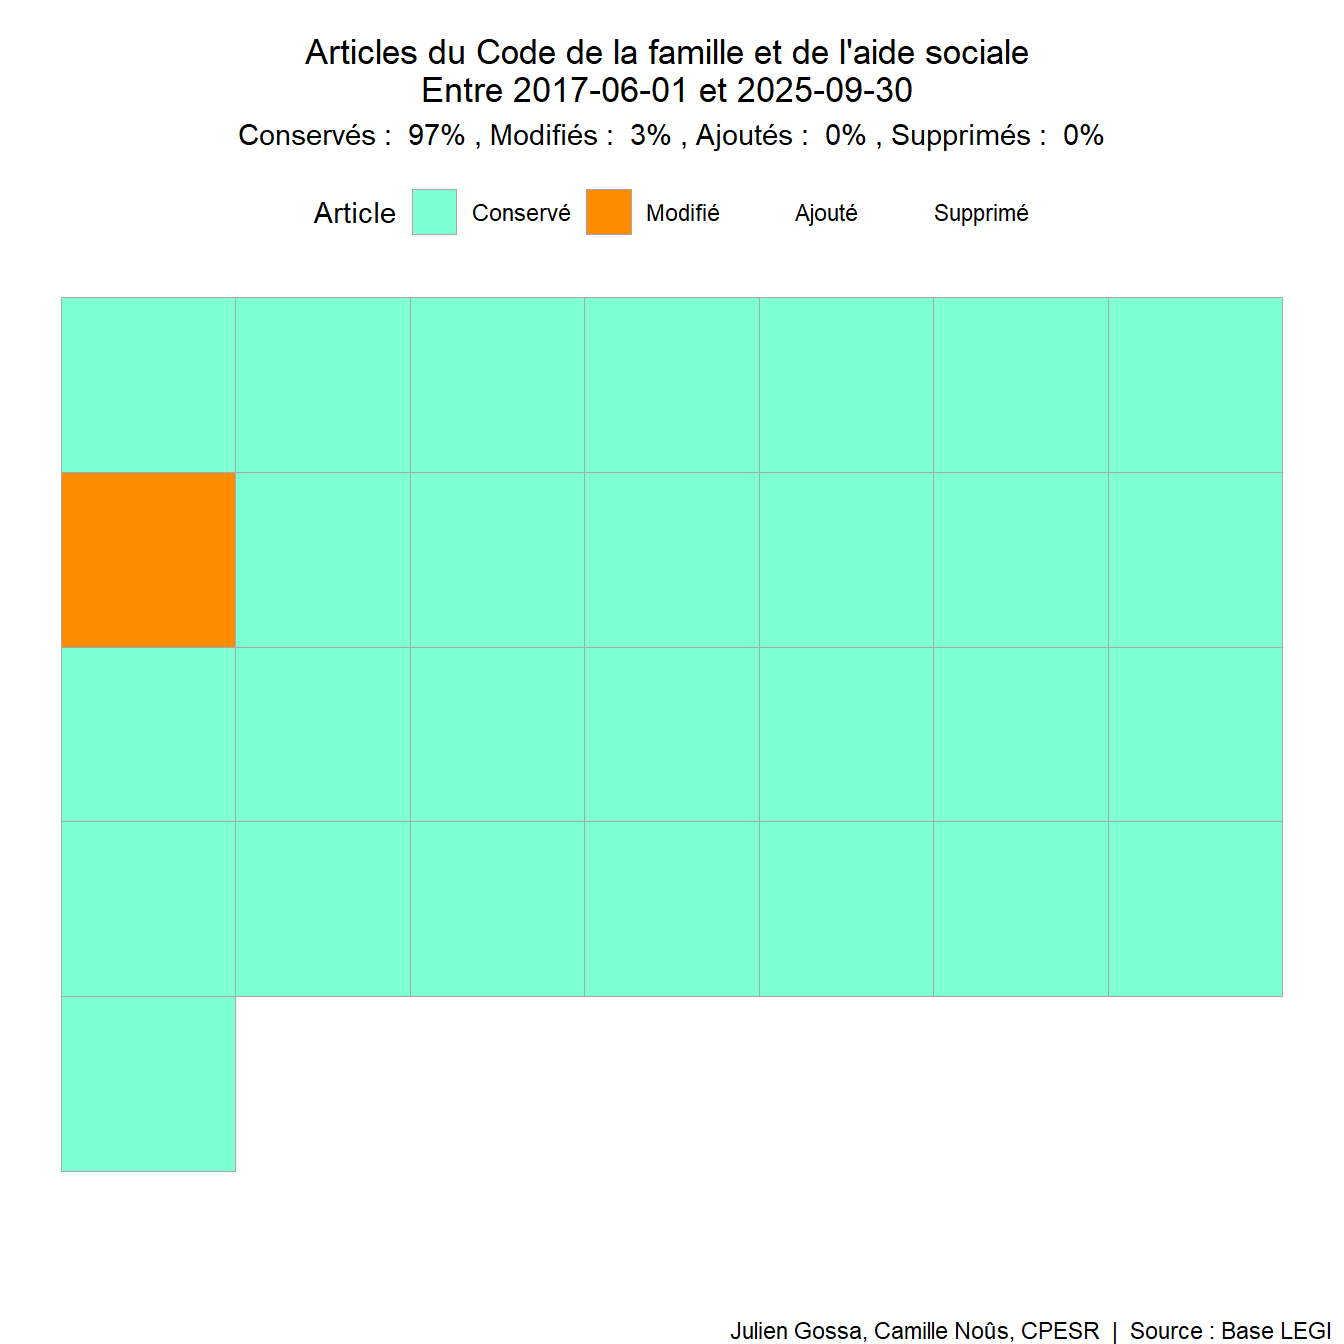 Articles du Code de la famille et de l'aide sociale
Entre 2017-06-01 et 2025-09-30
Conservés :  97% , Modifiés :  3% , Ajoutés :  0% , Supprimés :  0%
Article Conservé Modifié Ajouté Supprimé
Julien Gossa, Camille Noûs, CPESR  |  Source : Base LEGI